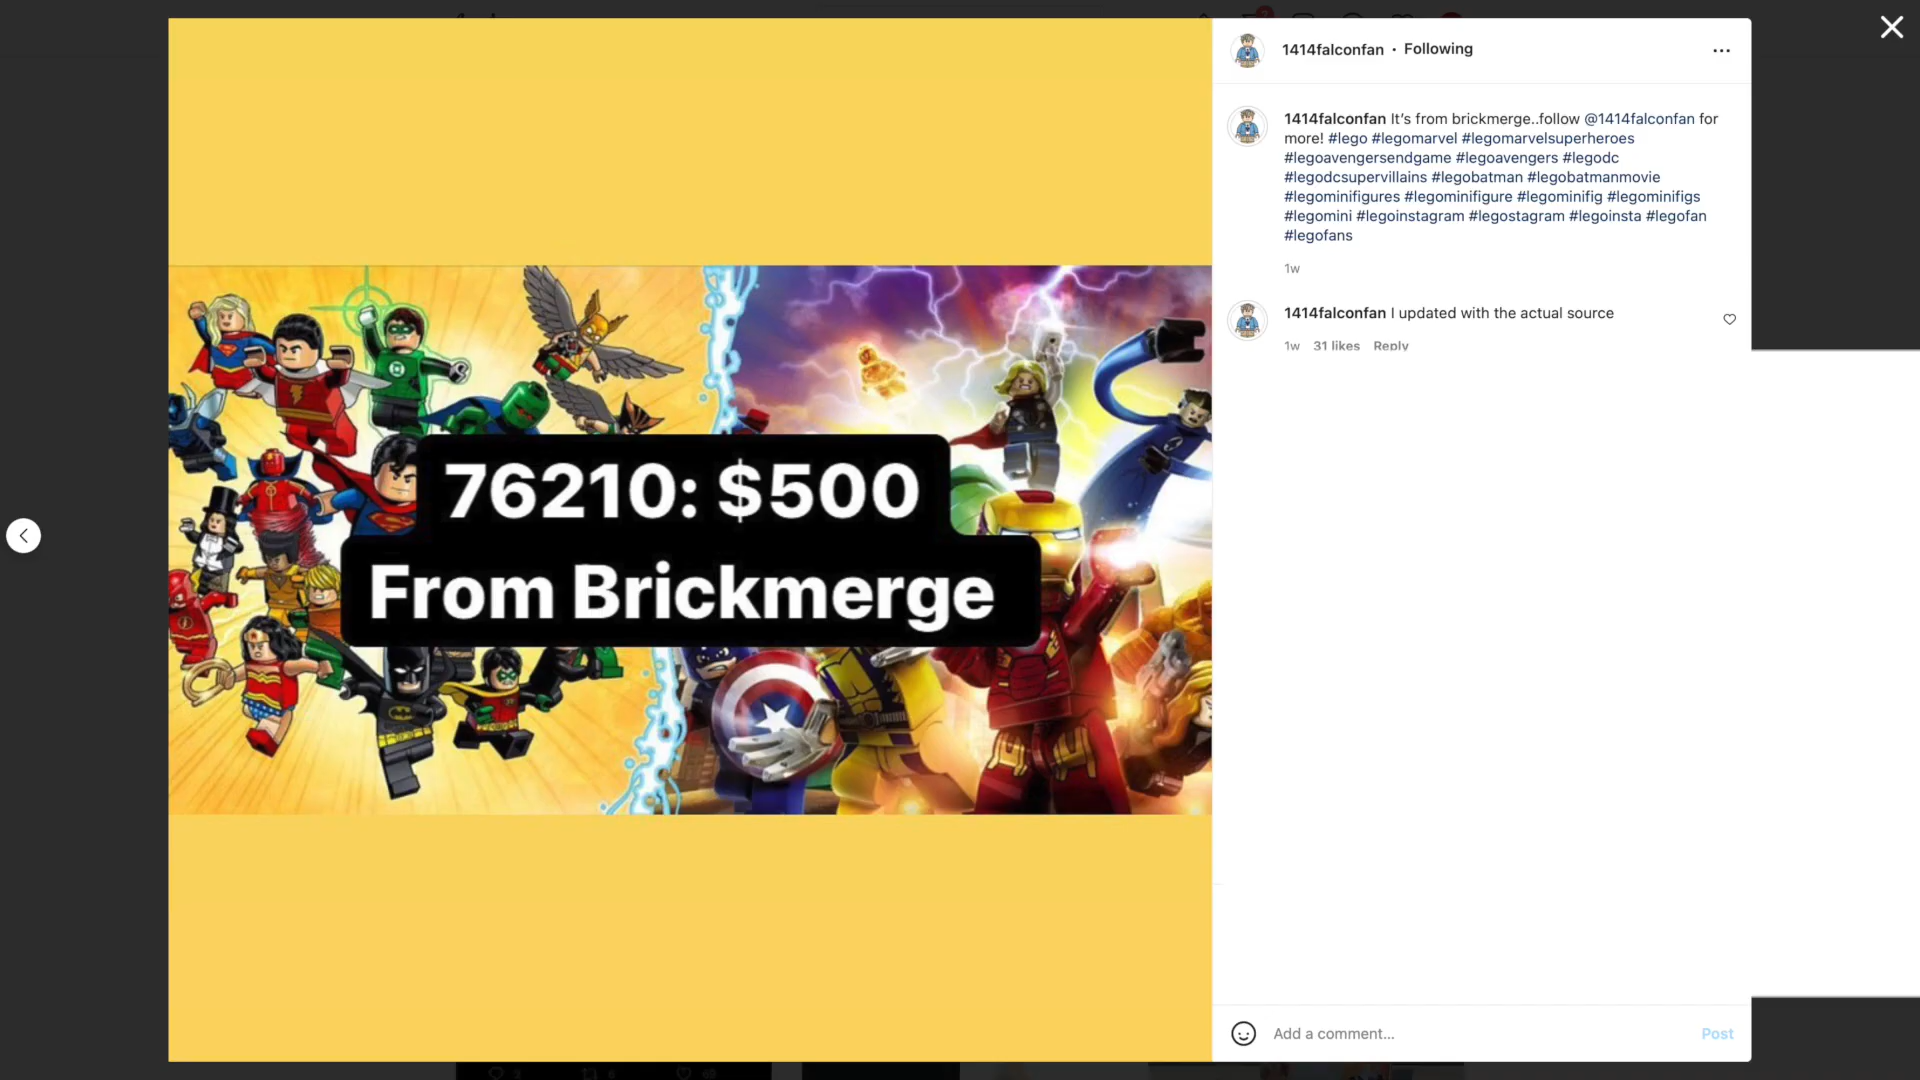 1414falconfan • Following
1414falconfan It’s from brickmerge..follow @1414falconfan for
more! #lego #legomarvel #legomarvelsuperheroes
#legoavengersendgame #legoavengers #legodc
#legodcsupervillains #legobatman #legobatmanmovie
#legominifigures #legominifigure #legominifig #legominifigs
#legomini #legoinstagram #legostagram #legoinsta #legofan
#legofans
1w
1414falconfan I updated with the actual source
1w 31 likes Reply
76210: $500
From Brickmerge
Add a comment...
Post